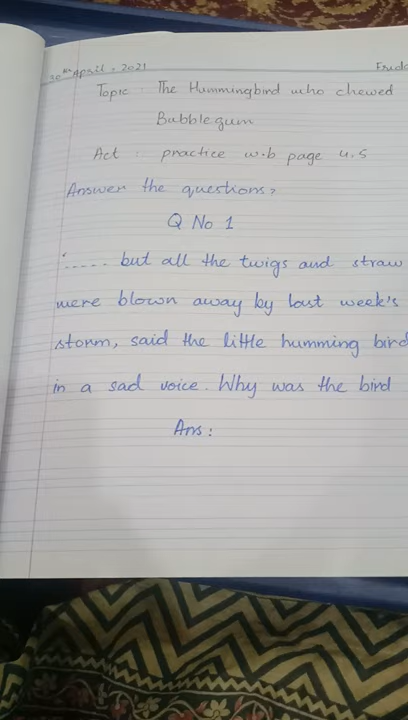 30th April - 2021 Frida
Topic : The Hummingbird who chewed
Bubblegum
Act : practice w.b page 4,5
Answer the questions?
Q No 1
'..... but all the twigs and straw
were blown away by last week's
storm, said the little humming bird
in a sad voice. Why was the bird
Ans :